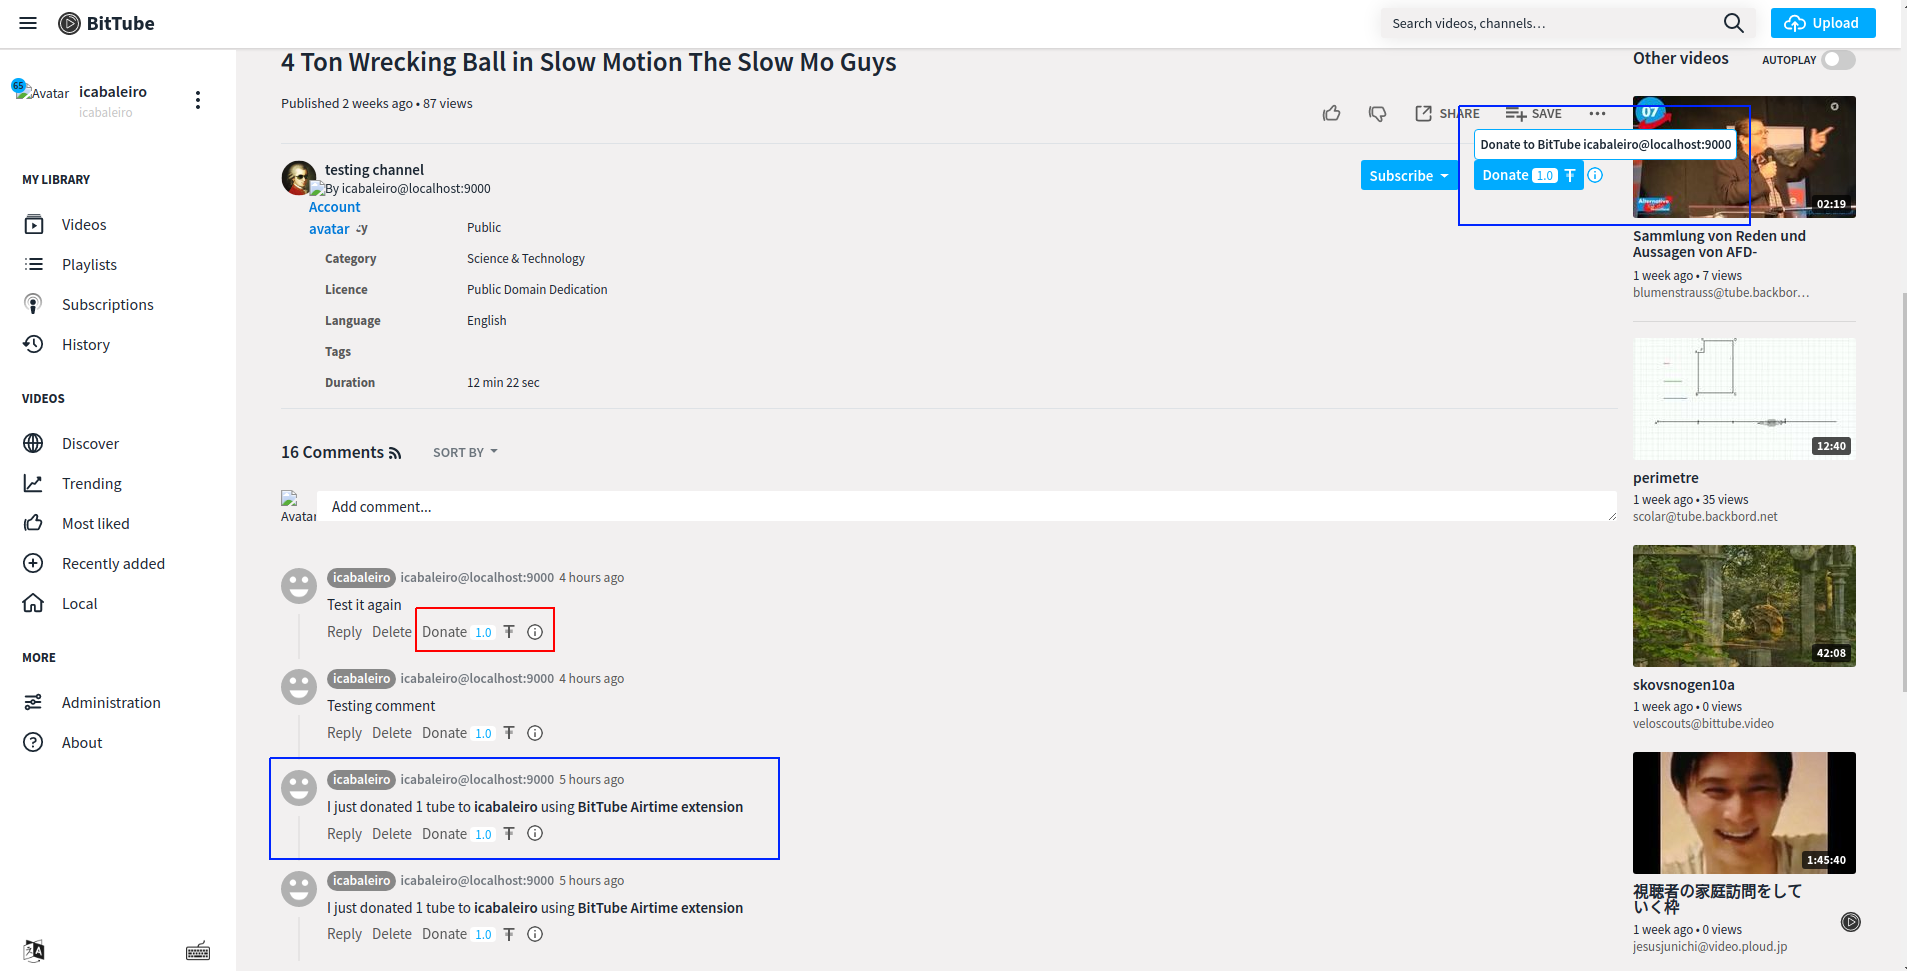 BitTube
Search videos, channels…
Upload
65
Avatar
icabaleiro
icabaleiro
MY LIBRARY
Videos
Playlists
Subscriptions
History
VIDEOS
Discover
Trending
Most liked
Recently added
Local
MORE
Administration
About
4 Ton Wrecking Ball in Slow Motion The Slow Mo Guys
Published 2 weeks ago • 87 views
SHARE
SAVE
Donate to BitTube icabaleiro@localhost:9000
Subscribe
Donate 1.0
testing channel
By icabaleiro@localhost:9000
Account
avatar cy
Public
Category Science & Technology
Licence Public Domain Dedication
Language English
Tags
Duration 12 min 22 sec
16 Comments
SORT BY
Avatar
Add comment...
icabaleiro icabaleiro@localhost:9000 4 hours ago
Test it again
Reply Delete Donate 1.0
icabaleiro icabaleiro@localhost:9000 4 hours ago
Testing comment
Reply Delete Donate 1.0
icabaleiro icabaleiro@localhost:9000 5 hours ago
I just donated 1 tube to icabaleiro using BitTube Airtime extension
Reply Delete Donate 1.0
icabaleiro icabaleiro@localhost:9000 5 hours ago
I just donated 1 tube to icabaleiro using BitTube Airtime extension
Reply Delete Donate 1.0
Other videos
AUTOPLAY
07
Alternative
02:19
Sammlung von Reden und
Aussagen von AFD-
1 week ago • 7 views
blumenstrauss@tube.backbor…
12:40
perimetre
1 week ago • 35 views
scolar@tube.backbord.net
42:08
skovsnogen10a
1 week ago • 0 views
veloscouts@bittube.video
1:45:40
視聴者の家庭訪問をして
いく枠
1 week ago • 0 views
jesusjunichi@video.ploud.jp